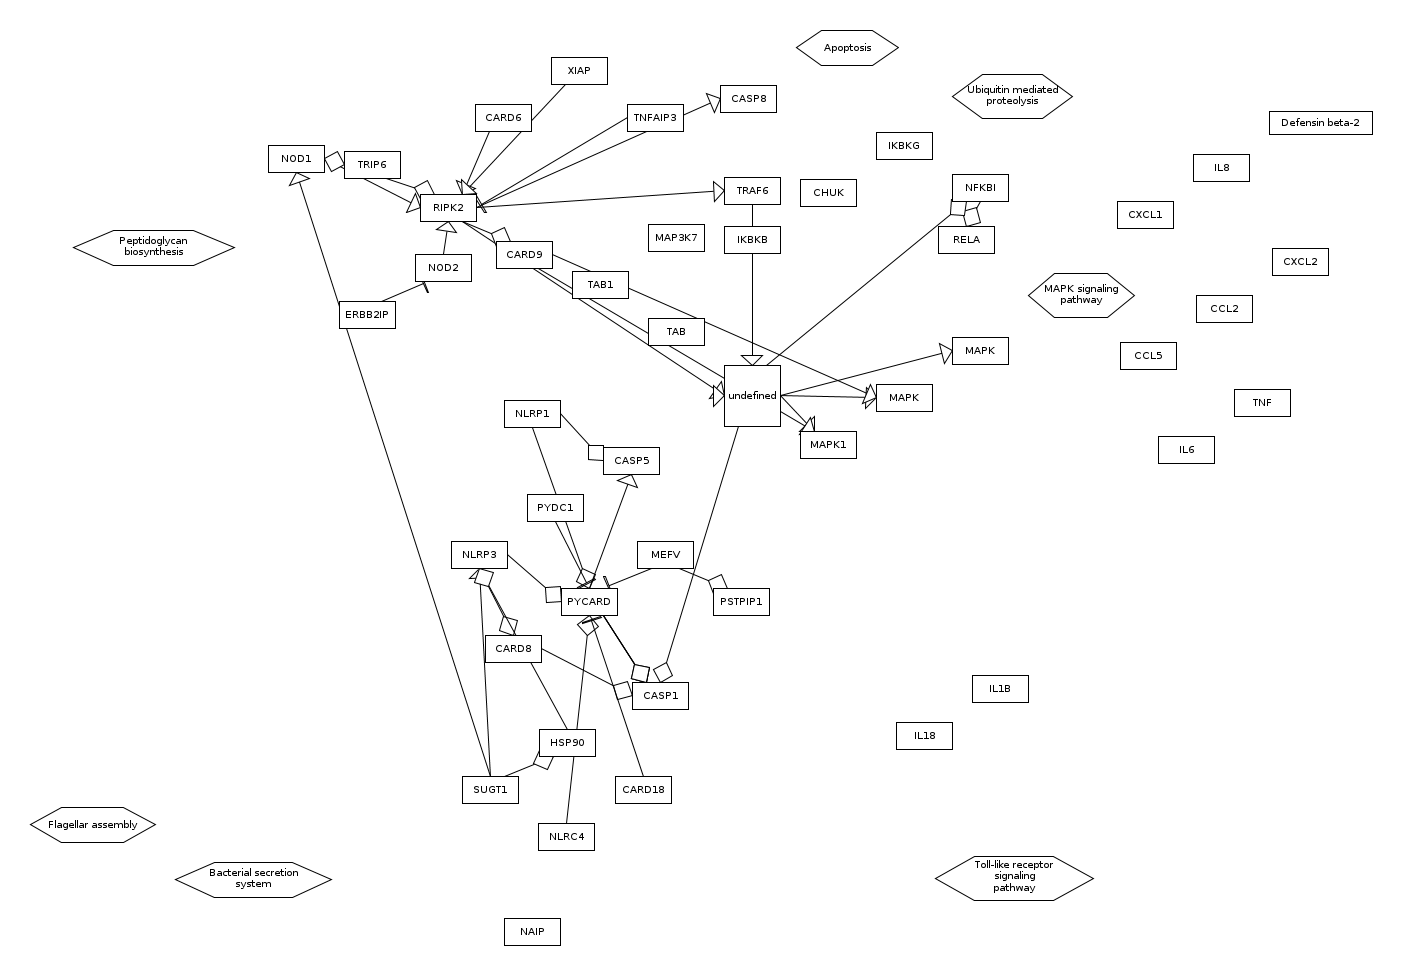 Apoptosis
XIAP
Ubiquitin mediated
proteolysis
CASP8
CARD6
TNFAIP3
Defensin beta-2
IKBKG
NOD1
TRIP6
IL8
TRAF6
CHUK
NFKBI
RIPK2
CXCL1
Peptidoglycan
biosynthesis
MAP3K7
IKBKB
RELA
CARD9
NOD2
CXCL2
TAB1
MAPK signaling
pathway
ERBB2IP
CCL2
TAB
MAPK
CCL5
undefined
MAPK
TNF
NLRP1
MAPK1
IL6
CASP5
PYDC1
NLRP3
MEFV
PYCARD
PSTPIP1
CARD8
CASP1
IL1B
IL18
HSP90
SUGT1
CARD18
Flagellar assembly
NLRC4
Bacterial secretion
system
Toll-like receptor
signaling
pathway
NAIP